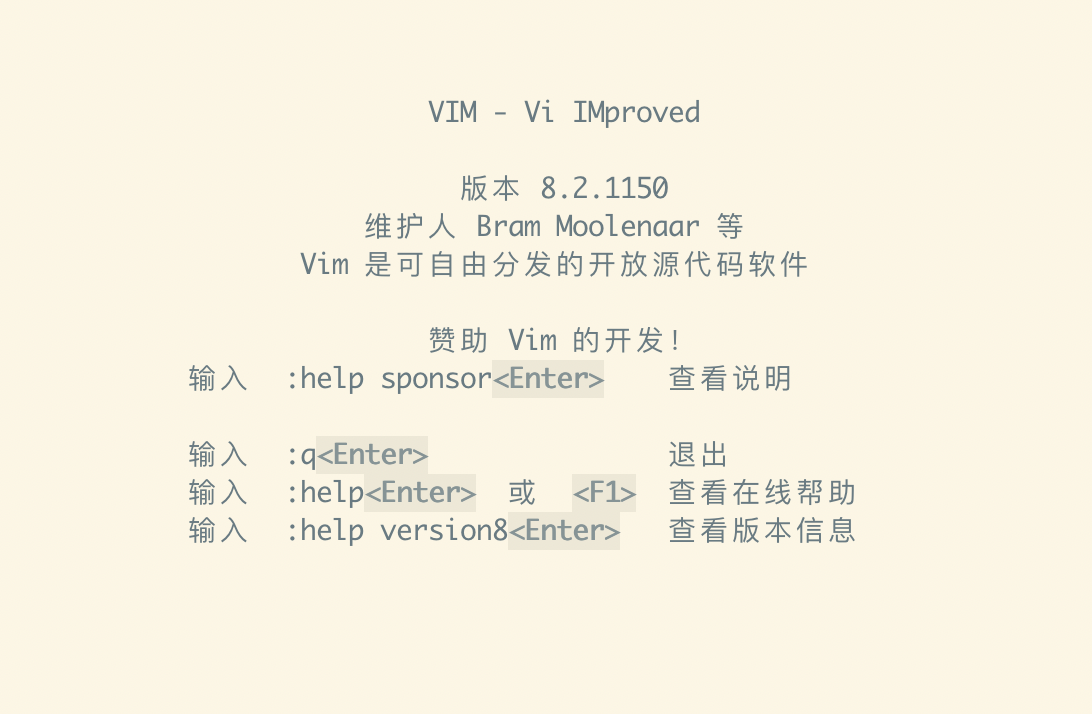 VIM - Vi IMproved
版本 8.2.1150
维护人 Bram Moolenaar 等
Vim 是可自由分发的开放源代码软件
赞助 Vim 的开发!
输入 :help sponsor<Enter> 查看说明
输入 :q<Enter> 退出
输入 :help<Enter> 或 <F1> 查看在线帮助
输入 :help version8<Enter> 查看版本信息